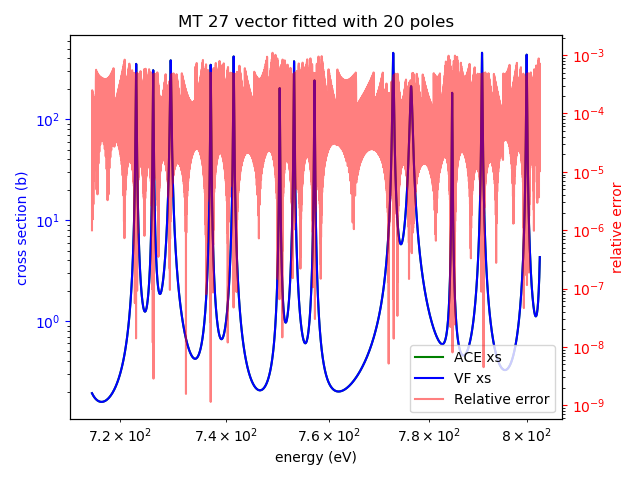 MT 27 vector fitted with 20 poles
cross section (b)
10² 10¹ 10⁰
10⁻³ 10⁻⁴ 10⁻⁵ 10⁻⁶ 10⁻⁷ 10⁻⁸ 10⁻⁹
relative error
ACE xs
VF xs
Relative error
7.2 × 10² 7.4 × 10² 7.6 × 10² 7.8 × 10² 8 × 10²
energy (eV)